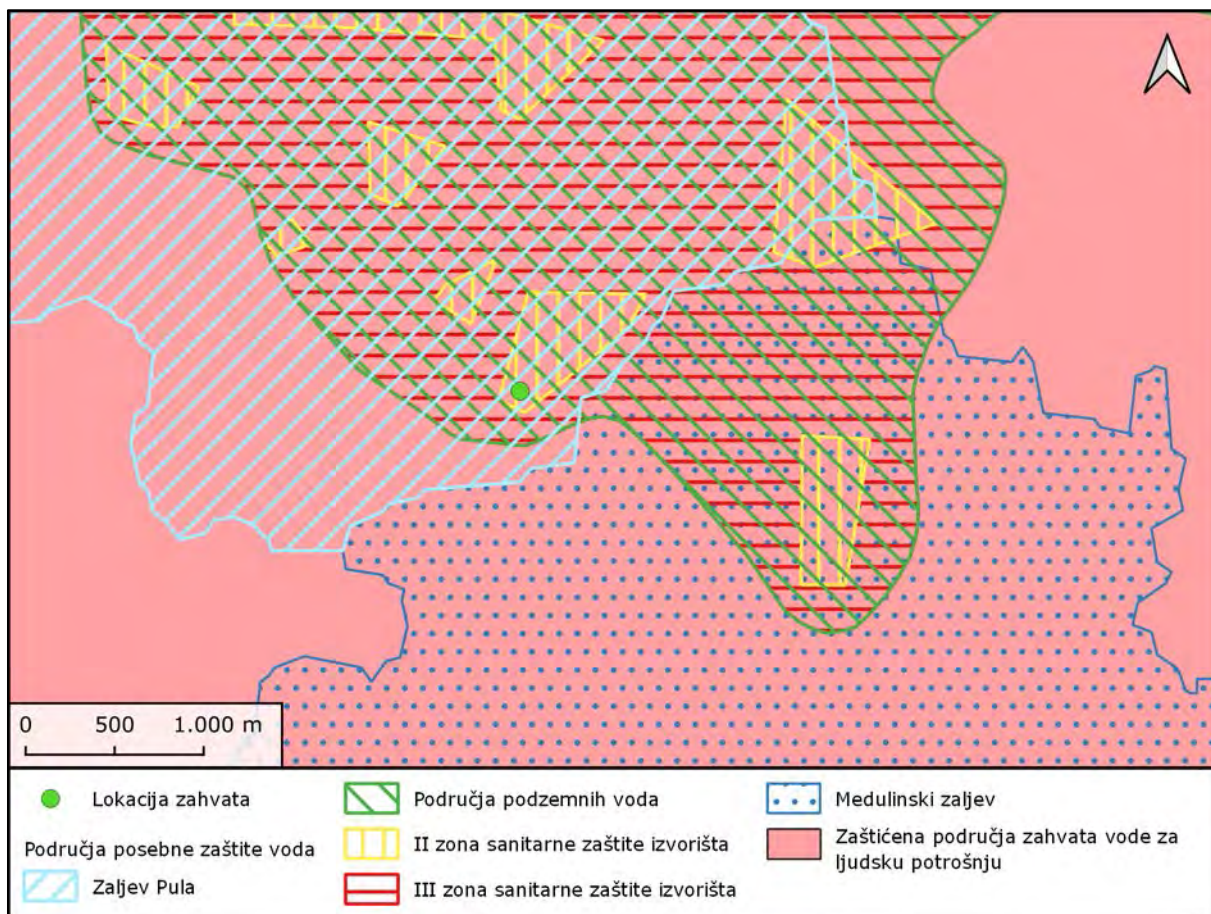 0 500 1.000 m
Lokacija zahvata
Područja posebne zaštite voda
Zaljev Pula
Područja podzemnih voda
II zona sanitarne zaštite izvorišta
III zona sanitarne zaštite izvorišta
Medulinski zaljev
Zaštićena područja zahvata vode za
ljudsku potrošnju